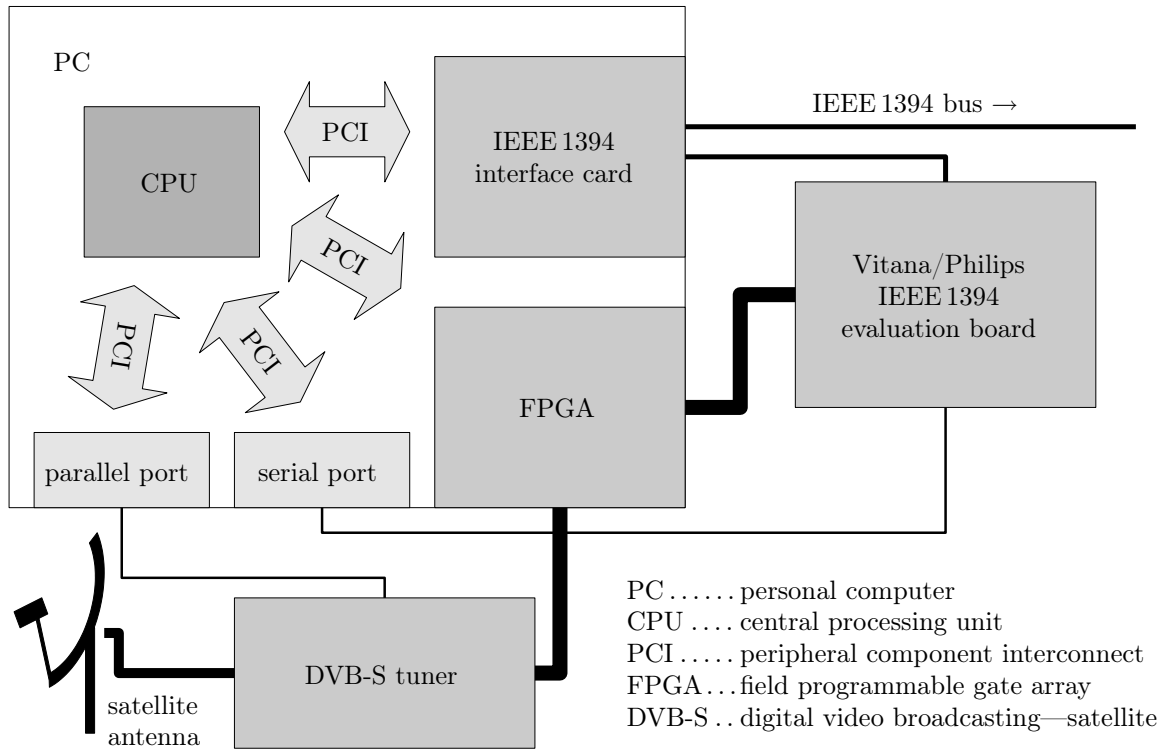 PC
IEEE 1394 bus →
PCI
IEEE 1394
interface card
CPU
PCI
Vitana/Philips
IEEE 1394
evaluation board
PCI
PCI
FPGA
parallel port
serial port
PC ...... personal computer
CPU .... central processing unit
PCI ..... peripheral component interconnect
FPGA ... field programmable gate array
DVB-S .. digital video broadcasting—satellite
DVB-S tuner
satellite
antenna